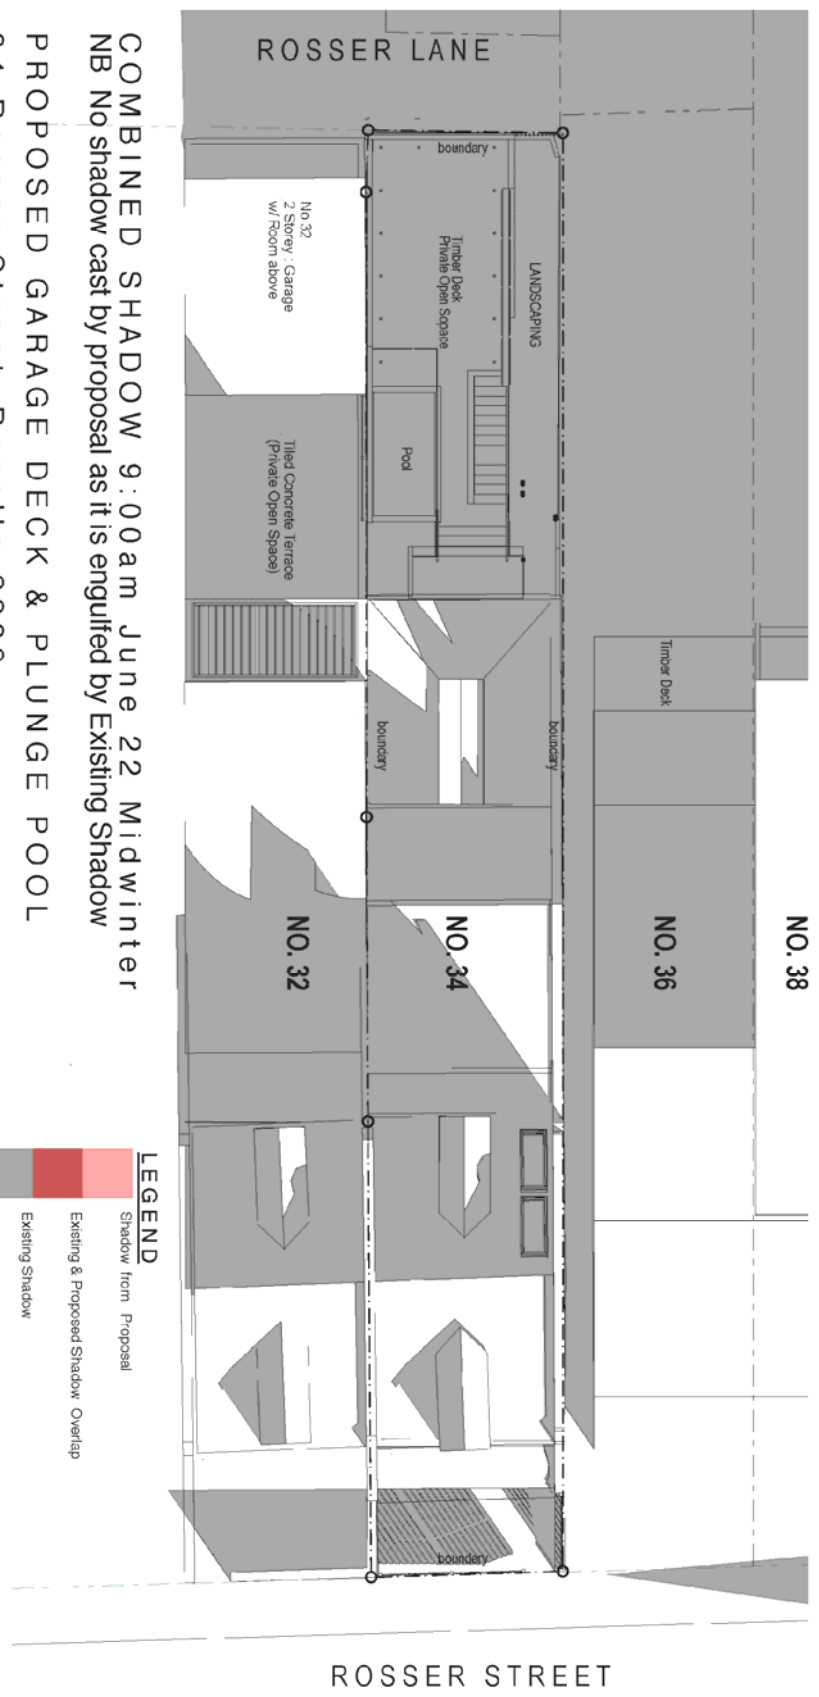 ROSSER LANE
boundary
No 32
2 Storey : Garage
w/ Room above
Timber Deck
Private Open Sopace
LANDSCAPING
Pool
Tiled Concrete Terrace
(Private Open Space)
Timber Deck
boundary
boundary
NO. 32
NO. 34
NO. 36
NO. 38
boundary
ROSSER STREET
COMBINED SHADOW 9:00am June 22 Midwinter
NB No shadow cast by proposal as it is engulfed by Existing Shadow
PROPOSED GARAGE DECK & PLUNGE POOL
LEGEND
Shadow from Proposal
Existing & Proposed Shadow Overlap
Existing Shadow